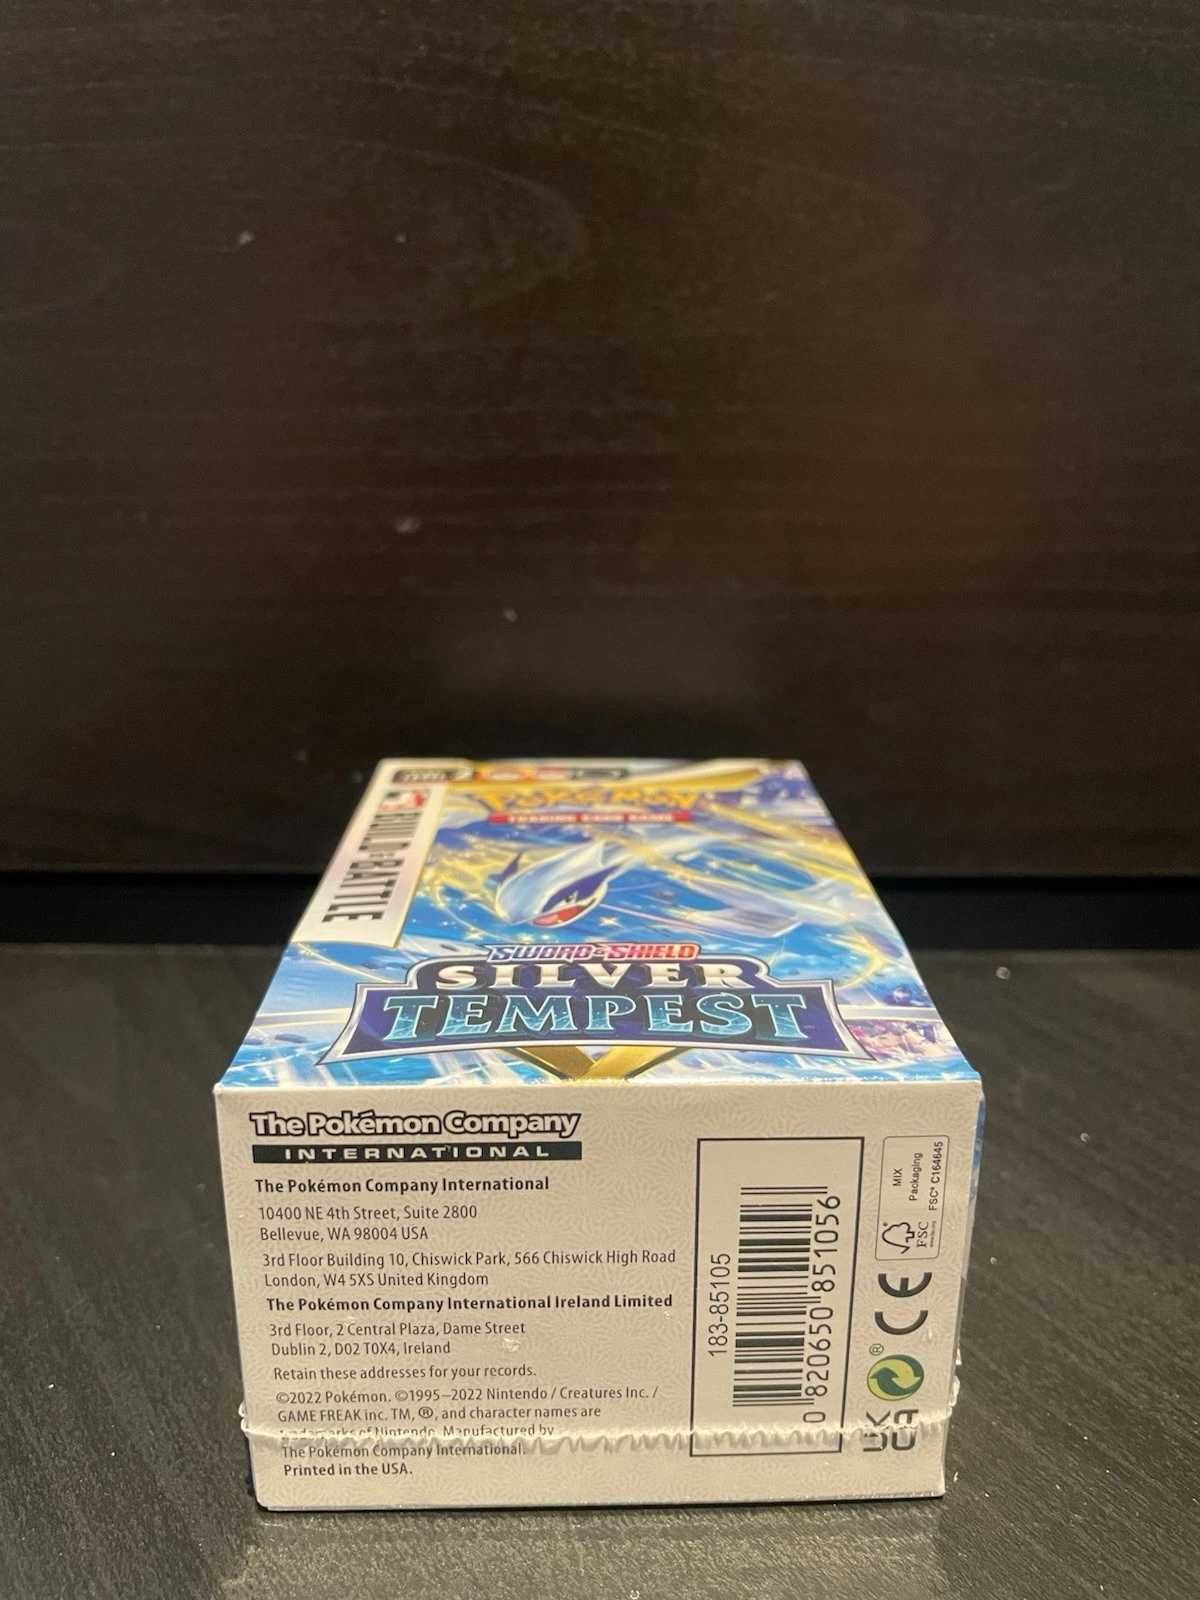 POKÉMON
TRADING CARD GAME
BUILD & BATTLE
SWORD & SHIELD
SILVER
TEMPEST
The Pokémon Company
INTERNATIONAL
The Pokémon Company International
10400 NE 4th Street, Suite 2800
Bellevue, WA 98004 USA
3rd Floor Building 10, Chiswick Park, 566 Chiswick High Road
London, W4 5XS United Kingdom
The Pokémon Company International Ireland Limited
3rd Floor, 2 Central Plaza, Dame Street
Dublin 2, D02 T0X4, Ireland
Retain these addresses for your records.
©2022 Pokémon. ©1995–2022 Nintendo / Creatures Inc. /
GAME FREAK inc. TM, ®, and character names are
trademarks of Nintendo. Manufactured by
The Pokémon Company International.
Printed in the USA.
183-85105
0 820650 851056
MIX
Packaging
FSC® C164645
FSC
CE
®
UK
CA